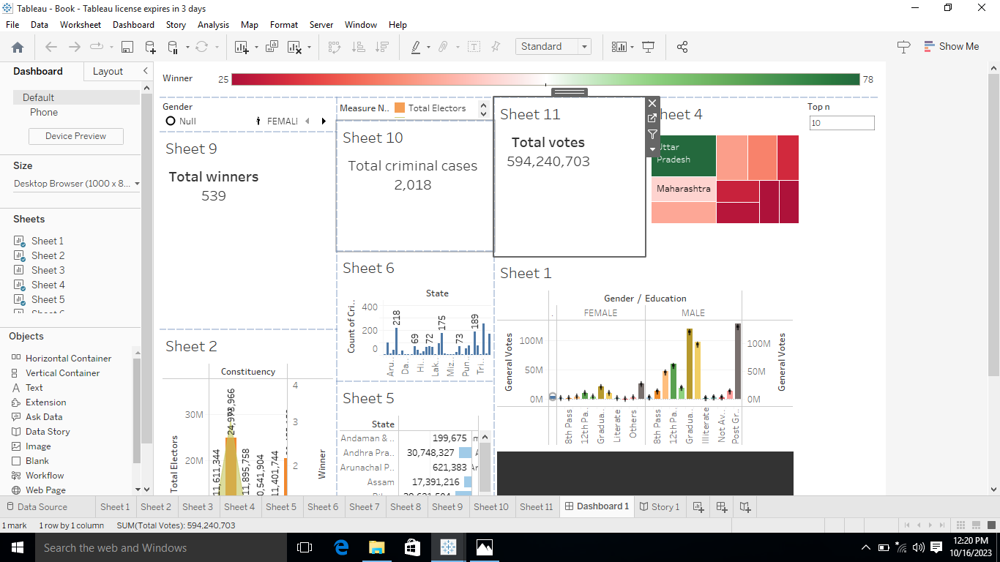 Tableau - Book - Tableau license expires in 3 days
File Data Worksheet Dashboard Story Analysis Map Format Server Window Help
Standard
Show Me
Dashboard Layout
Default
Phone
Device Preview
Size
Desktop Browser (1000 x 8...
Sheets
Sheet 1
Sheet 2
Sheet 3
Sheet 4
Sheet 5
Objects
Horizontal Container
Vertical Container
Text
Extension
Ask Data
Data Story
Image
Blank
Workflow
Web Page
Winner 25 78
Gender
Null FEMALI
Sheet 9
Total winners
539
Measure N.. Total Electors
Sheet 10
Total criminal cases
2,018
Sheet 11
Total votes
594,240,703
heet 4
Uttar
Pradesh
Maharashtra
Top n
10
Sheet 6
State
Count of Cri..
400
200
0
218 69 72 175 73 189
Aru.. Da.. Hi.. Lak.. Miz.. Pun.. Tri..
Sheet 1
Gender / Education
FEMALE MALE
General Votes
100M
50M
0M
8th Pass 12th Pa.. Gradua.. Literate Others 8th Pass 12th Pa.. Gradua.. Illiterate Not Av.. Post Gr..
100M
50M
0M
General Votes
Sheet 2
Constituency
Total Electors
30M
20M
11,611,344 24,973,966 11,895,758 11,401,744
4
3
2
Winner
Sheet 5
State
Andaman & .. 199,675
Andhra Pra.. 30,748,327
Arunachal P.. 621,383
Assam 17,391,216
Data Source Sheet 1 Sheet 2 Sheet 3 Sheet 4 Sheet 5 Sheet 6 Sheet 7 Sheet 8 Sheet 9 Sheet 10 Sheet 11 Dashboard 1 Story 1
1 mark 1 row by 1 column SUM(Total Votes): 594,240,703
Search the web and Windows
12:20 PM
10/16/2023